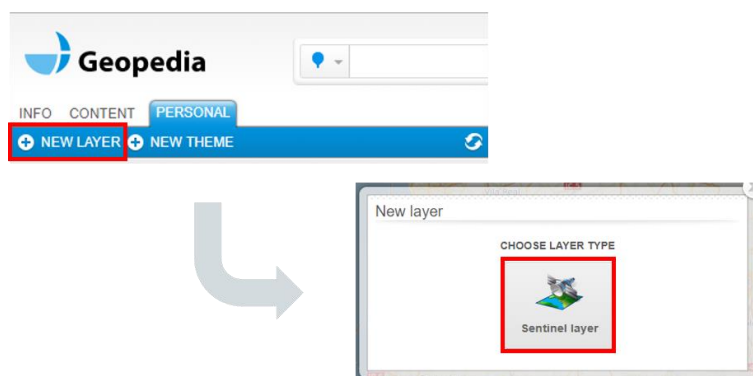 Geopedia
INFO CONTENT PERSONAL
NEW LAYER NEW THEME
New layer
CHOOSE LAYER TYPE
Sentinel layer